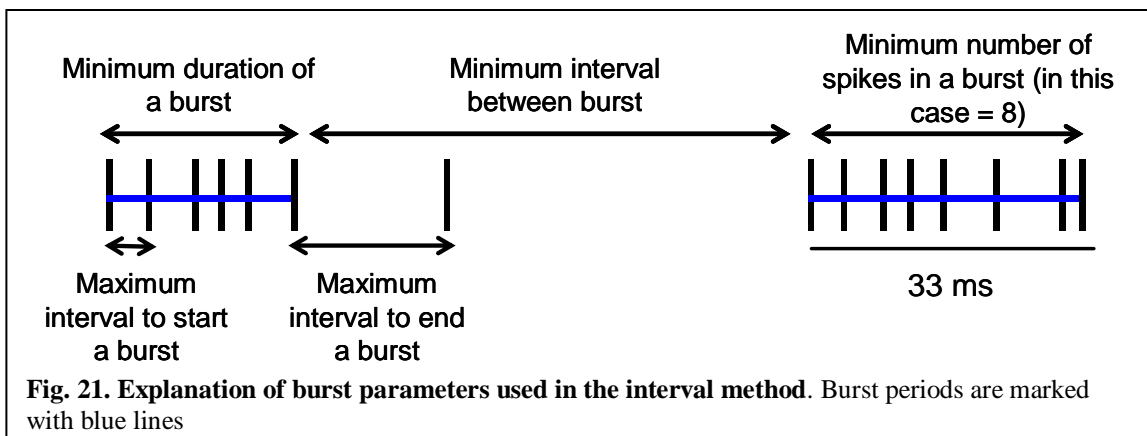 Minimum duration of
a burst
Minimum interval
between burst
Minimum number of
spikes in a burst (in this
case = 8)
Maximum
interval to start
a burst
Maximum
interval to end
a burst
33 ms
Fig. 21. Explanation of burst parameters used in the interval method. Burst periods are marked
with blue lines